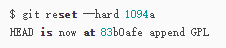 $ git reset --hard 1094a
HEAD is now at 83b0afe append GPL